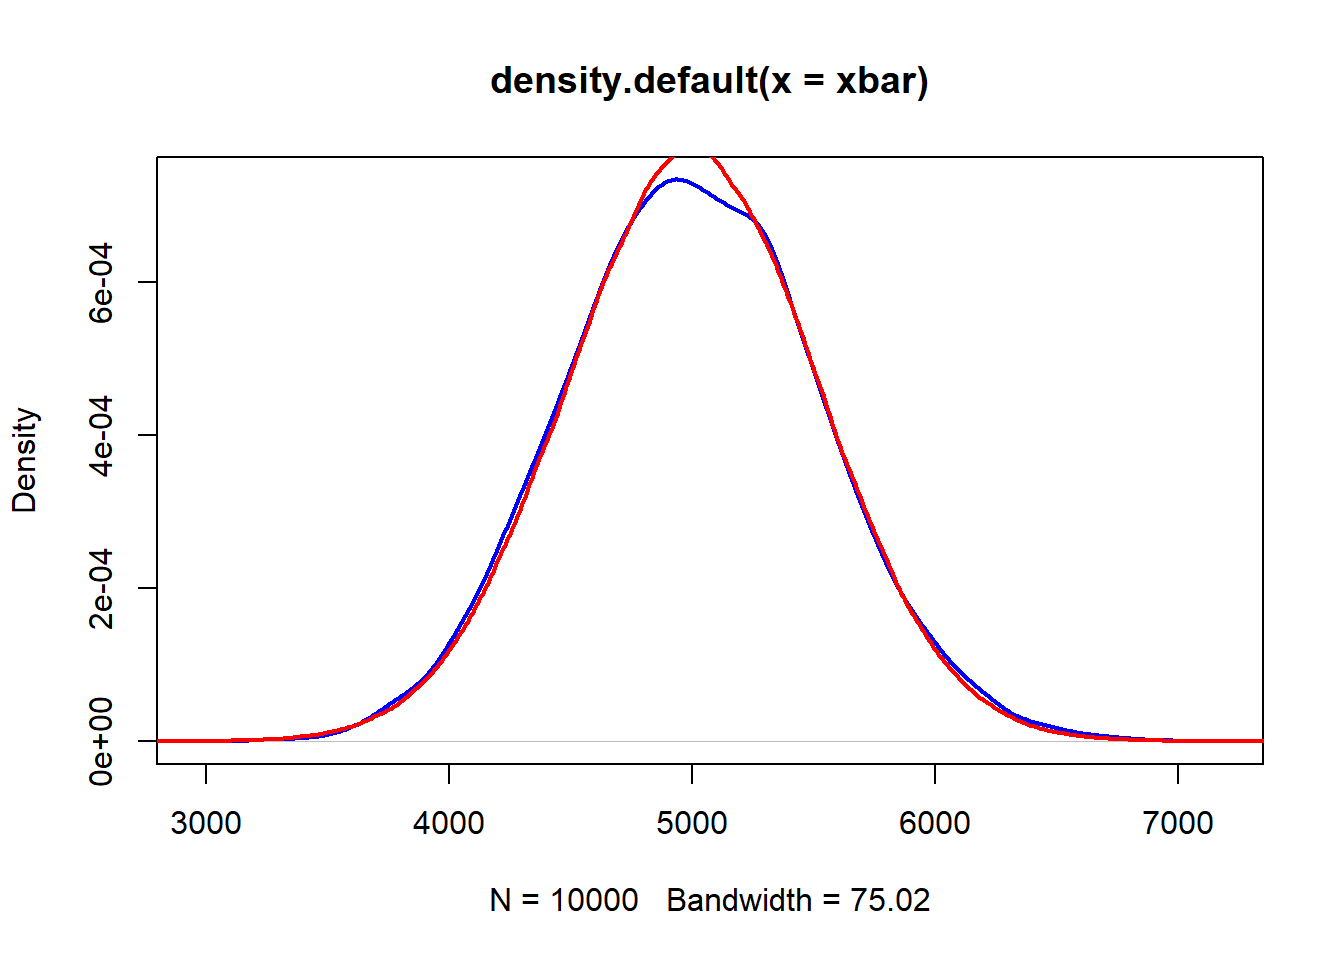 density.default(x = xbar)
Density
6e-04
4e-04
2e-04
0e+00
3000 4000 5000 6000 7000
N = 10000 Bandwidth = 75.02